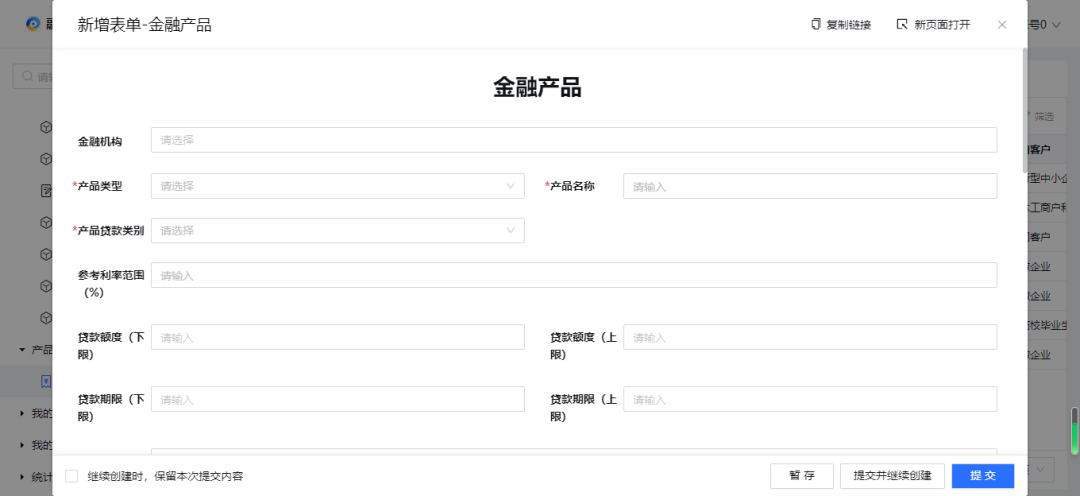 新增表单-金融产品
复制链接
新页面打开
号0
金融产品
筛选
金融机构
请选择
客户
*产品类型
请选择
*产品名称
请输入
型中小企
工商户
*产品贷款类别
请选择
客户
参考利率范围
(%)
请输入
企业
企业
贷款额度（下
限）
请输入
贷款额度（上
限）
请输入
校毕业生
企业
产品
贷款期限（下
限）
请输入
贷款期限（上
限）
请输入
我的
我的
统计
继续创建时，保留本次提交内容
暂 存
提交并继续创建
提 交